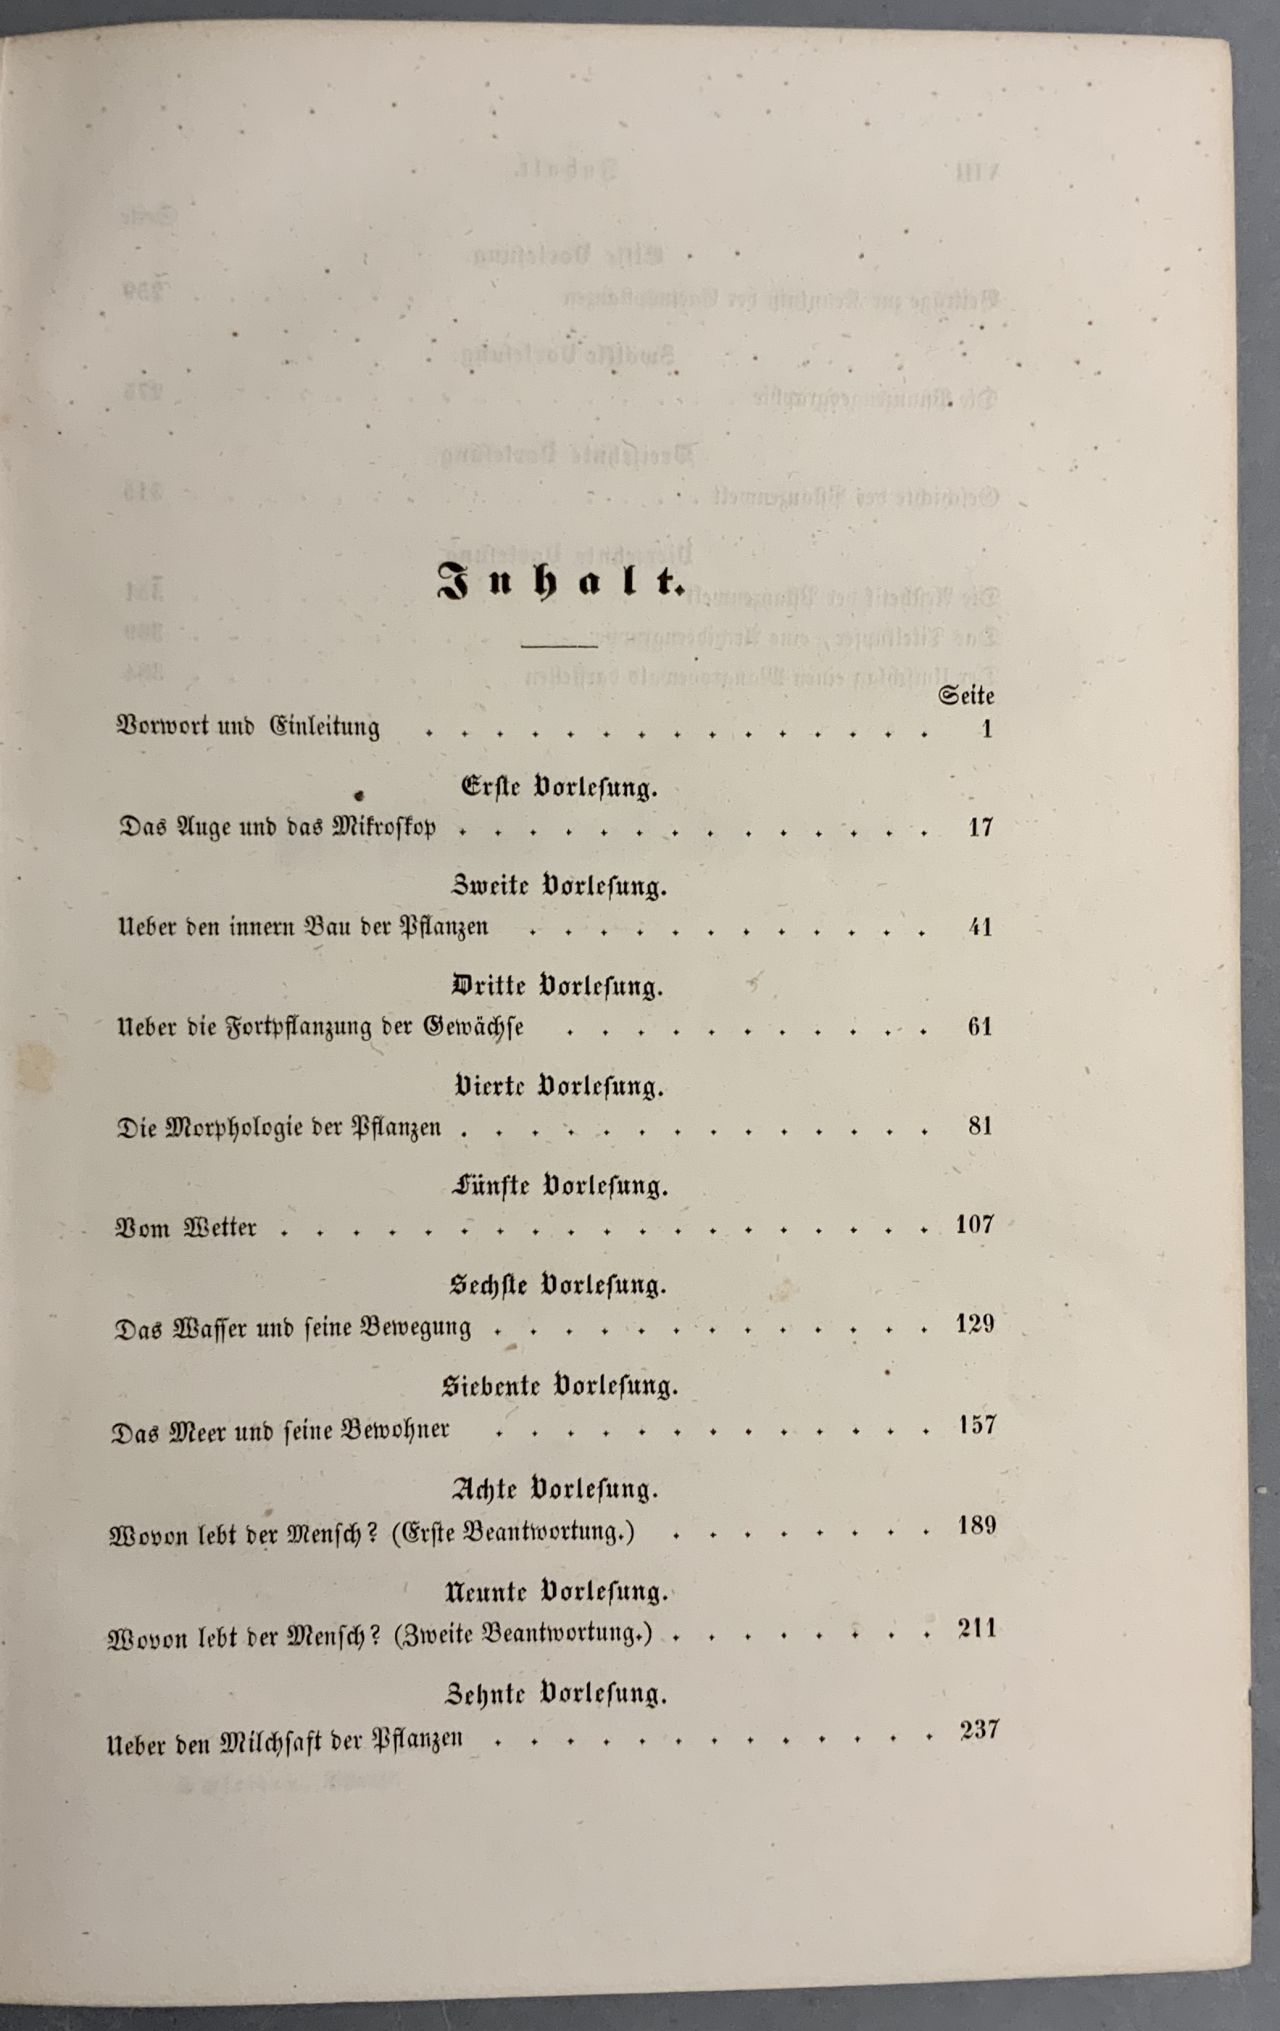 Inhalt.
Seite
Vorwort und Einleitung . . . . . . . . . . . . . . . 1
Erſte Vorleſung.
Das Auge und das Mikroſkop . . . . . . . . . . . . . . 17
Zweite Vorleſung.
Ueber den innern Bau der Pflanzen . . . . . . . . . . . . 41
Dritte Vorleſung.
Ueber die Fortpflanzung der Gewächſe . . . . . . . . . . . 61
Vierte Vorleſung.
Die Morphologie der Pflanzen . . . . . . . . . . . . . . 81
Fünfte Vorleſung.
Vom Wetter . . . . . . . . . . . . . . . . . . . 107
Sechſte Vorleſung.
Das Waſſer und ſeine Bewegung . . . . . . . . . . . . . 129
Siebente Vorleſung.
Das Meer und ſeine Bewohner . . . . . . . . . . . . . 157
Achte Vorleſung.
Wovon lebt der Menſch? (Erſte Beantwortung.) . . . . . . . . 189
Neunte Vorleſung.
Wovon lebt der Menſch? (Zweite Beantwortung.) . . . . . . . . 211
Zehnte Vorleſung.
Ueber den Milchſaft der Pflanzen . . . . . . . . . . . . . 237